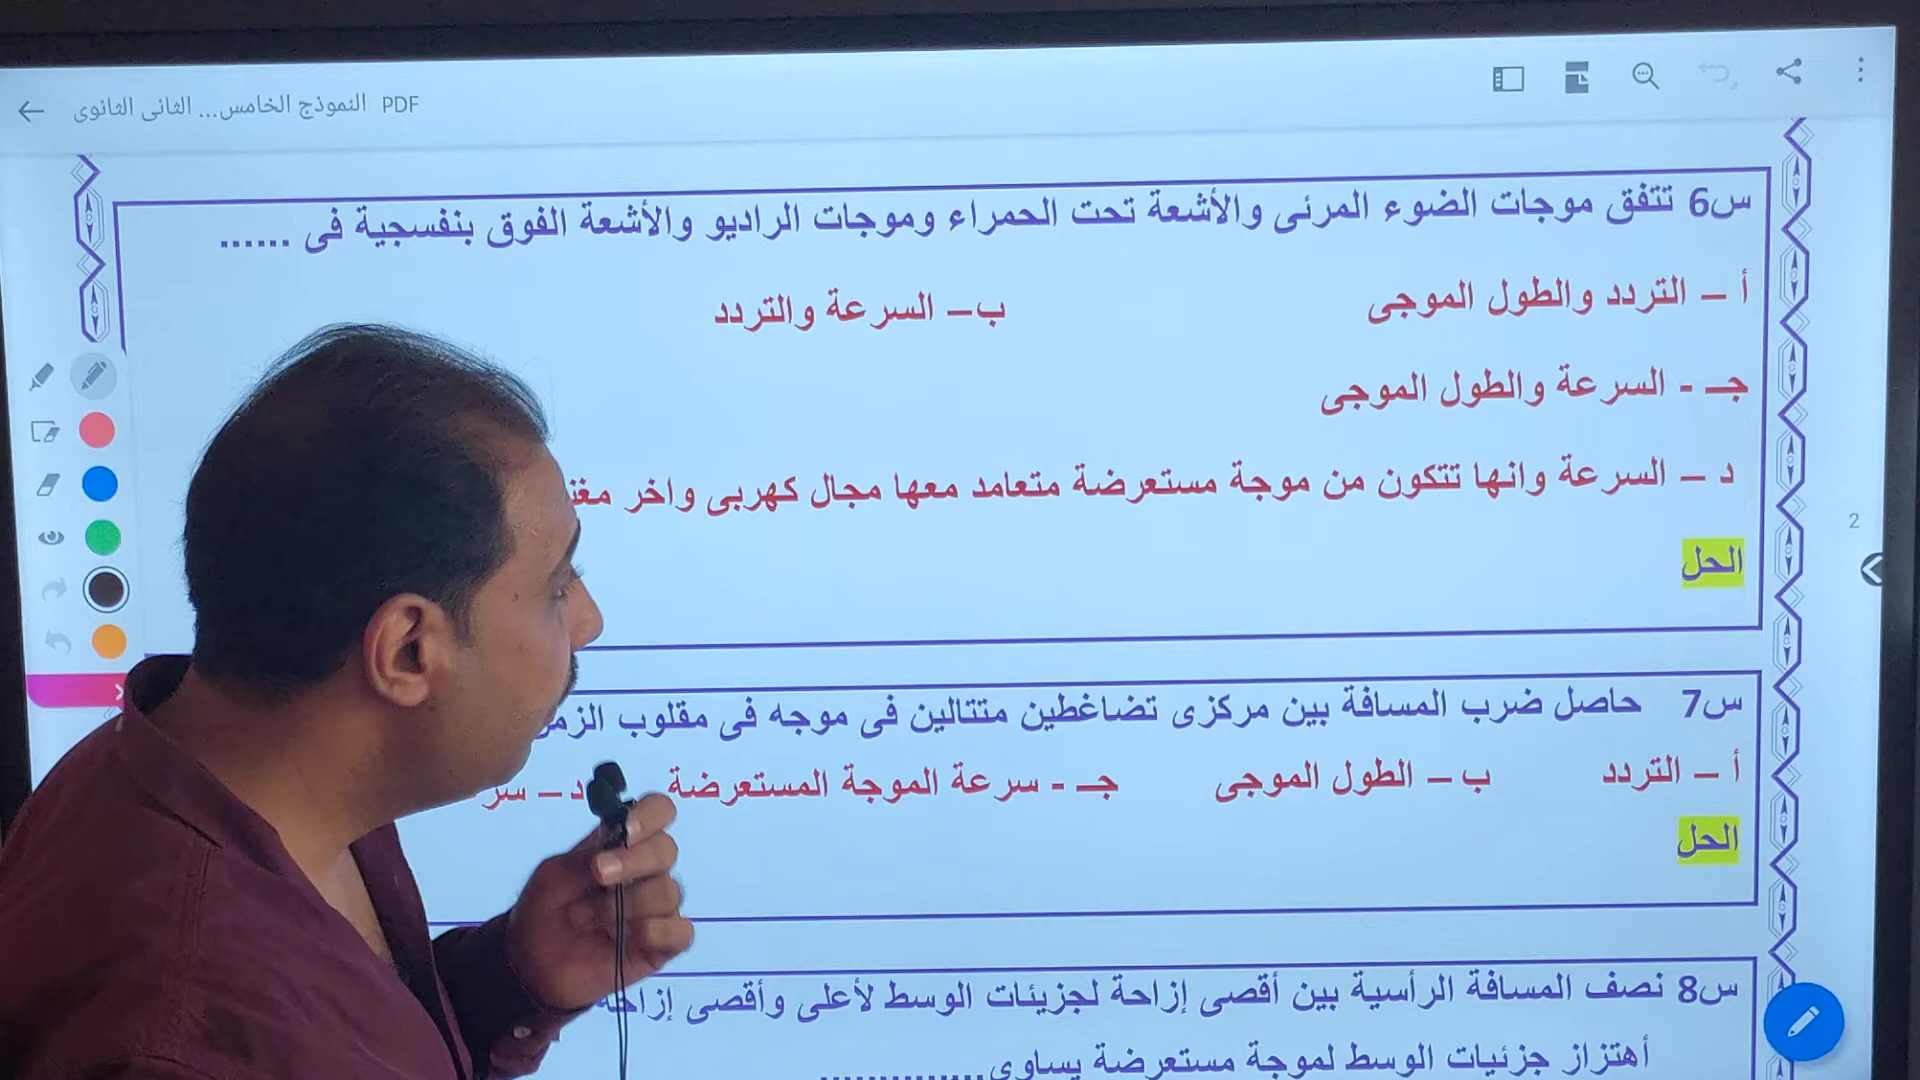 النموذج الخامس... الثانى الثانوى PDF
س6 تتفق موجات الضوء المرئى والأشعة تحت الحمراء وموجات الراديو والأشعة الفوق بنفسجية فى ......
أ – التردد والطول الموجى
ب– السرعة والتردد
جـ - السرعة والطول الموجى
د – السرعة وانها تتكون من موجة مستعرضة متعامد معها مجال كهربى واخر
الحل
2
س7 حاصل ضرب المسافة بين مركزى تضاغطين متتالين فى موجه فى مقلوب
أ – التردد
ب – الطول الموجى
جـ - سرعة الموجة المستعرضة
د –
الحل
س8 نصف المسافة الرأسية بين أقصى إزاحة لجزيئات الوسط لأعلى وأقصى إزاحة
أهتزاز جزئيات الوسط لموجة مستعرضة يساوى..............